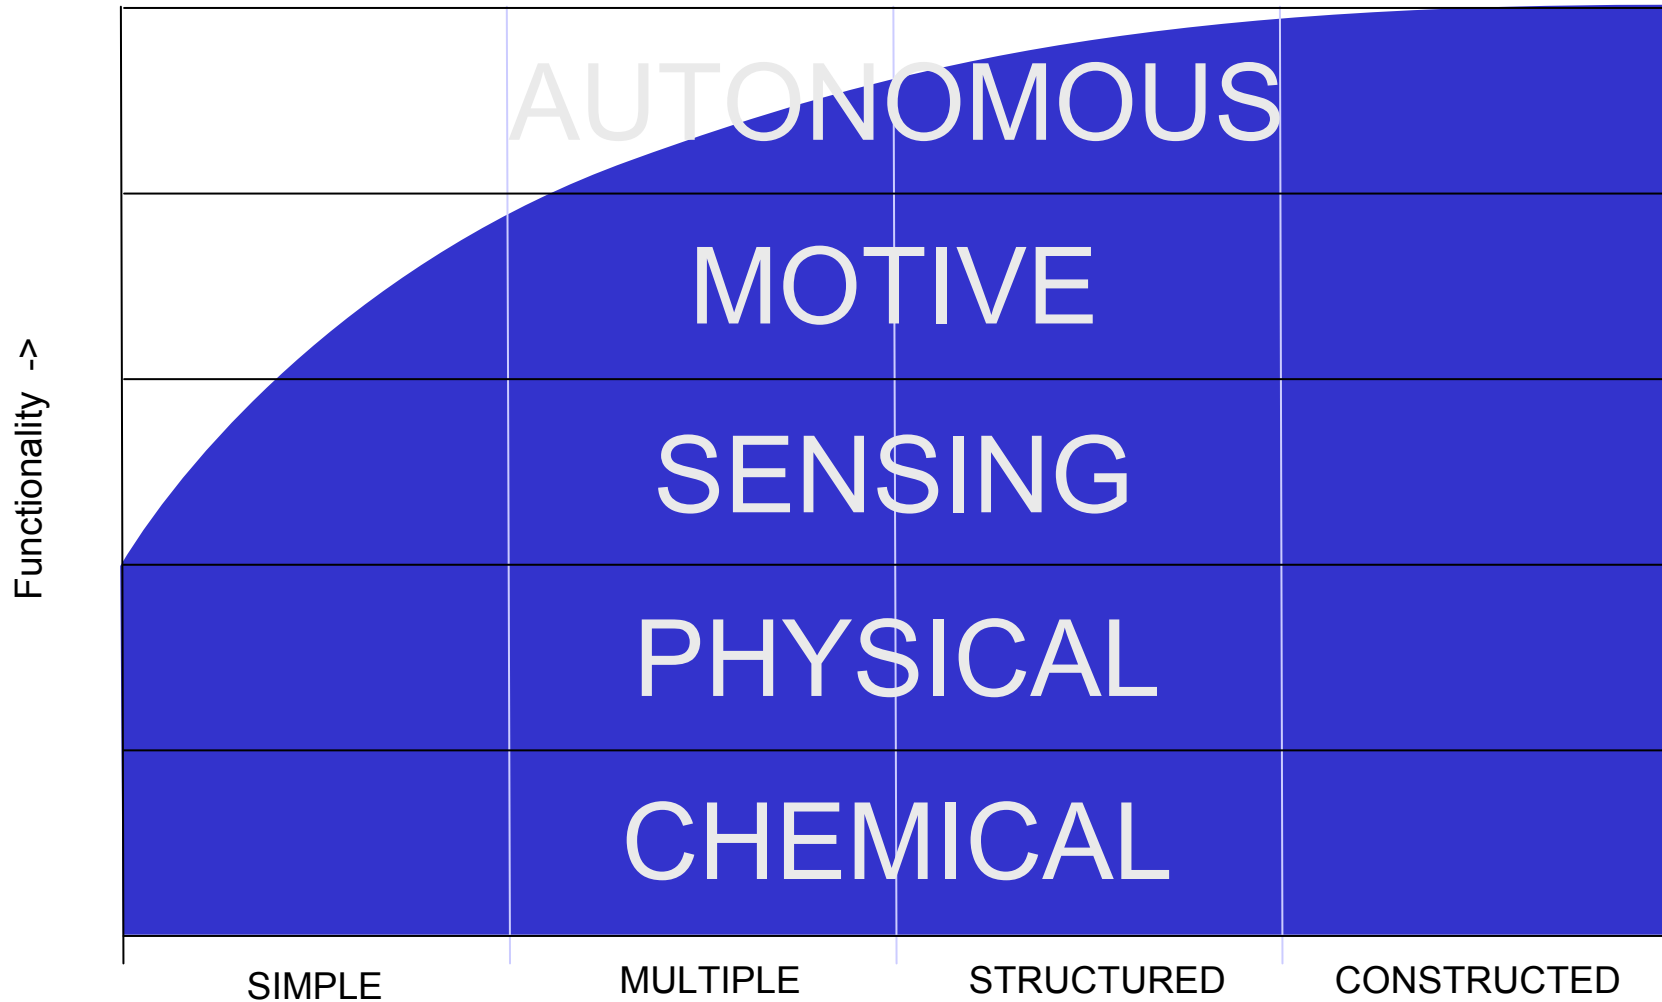 AUTONOMOUS
MOTIVE
Functionality ->
SENSING
PHYSICAL
CHEMICAL
SIMPLE MULTIPLE STRUCTURED CONSTRUCTED